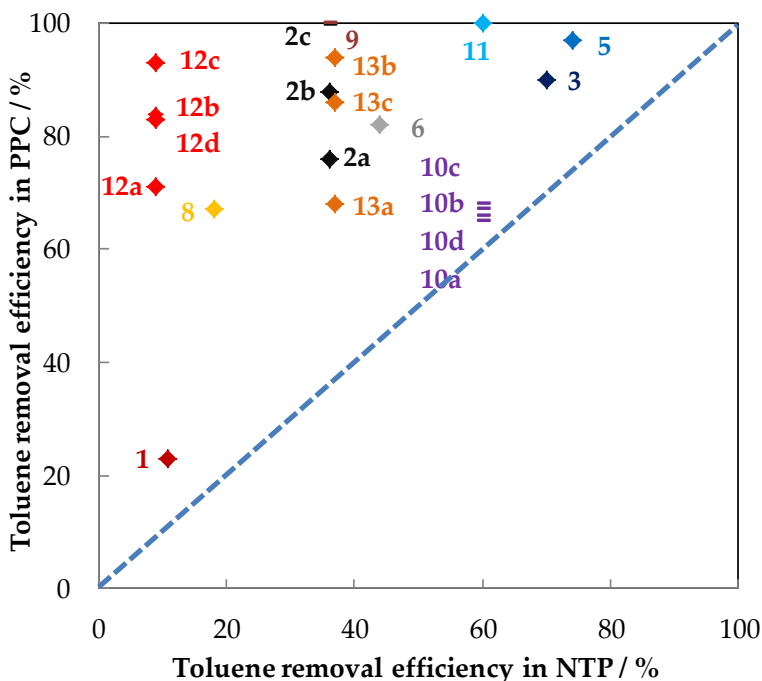 100
80
60
40
20
0
Toluene removal efficiency in PPC / %
2c
9
11
5
12c
13b
3
2b
13c
12b
6
12d
2a
10c
12a
8
13a
10b
10d
10a
1
0
20
40
60
80
100
Toluene removal efficiency in NTP / %